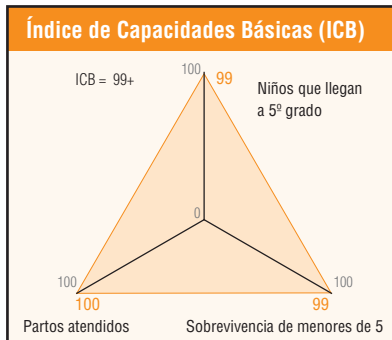 Índice de Capacidades Básicas (ICB)
ICB = 99+
100
99
Niños que llegan
a 5º grado
0
100
100
100
99
Partos atendidos
Sobrevivencia de menores de 5